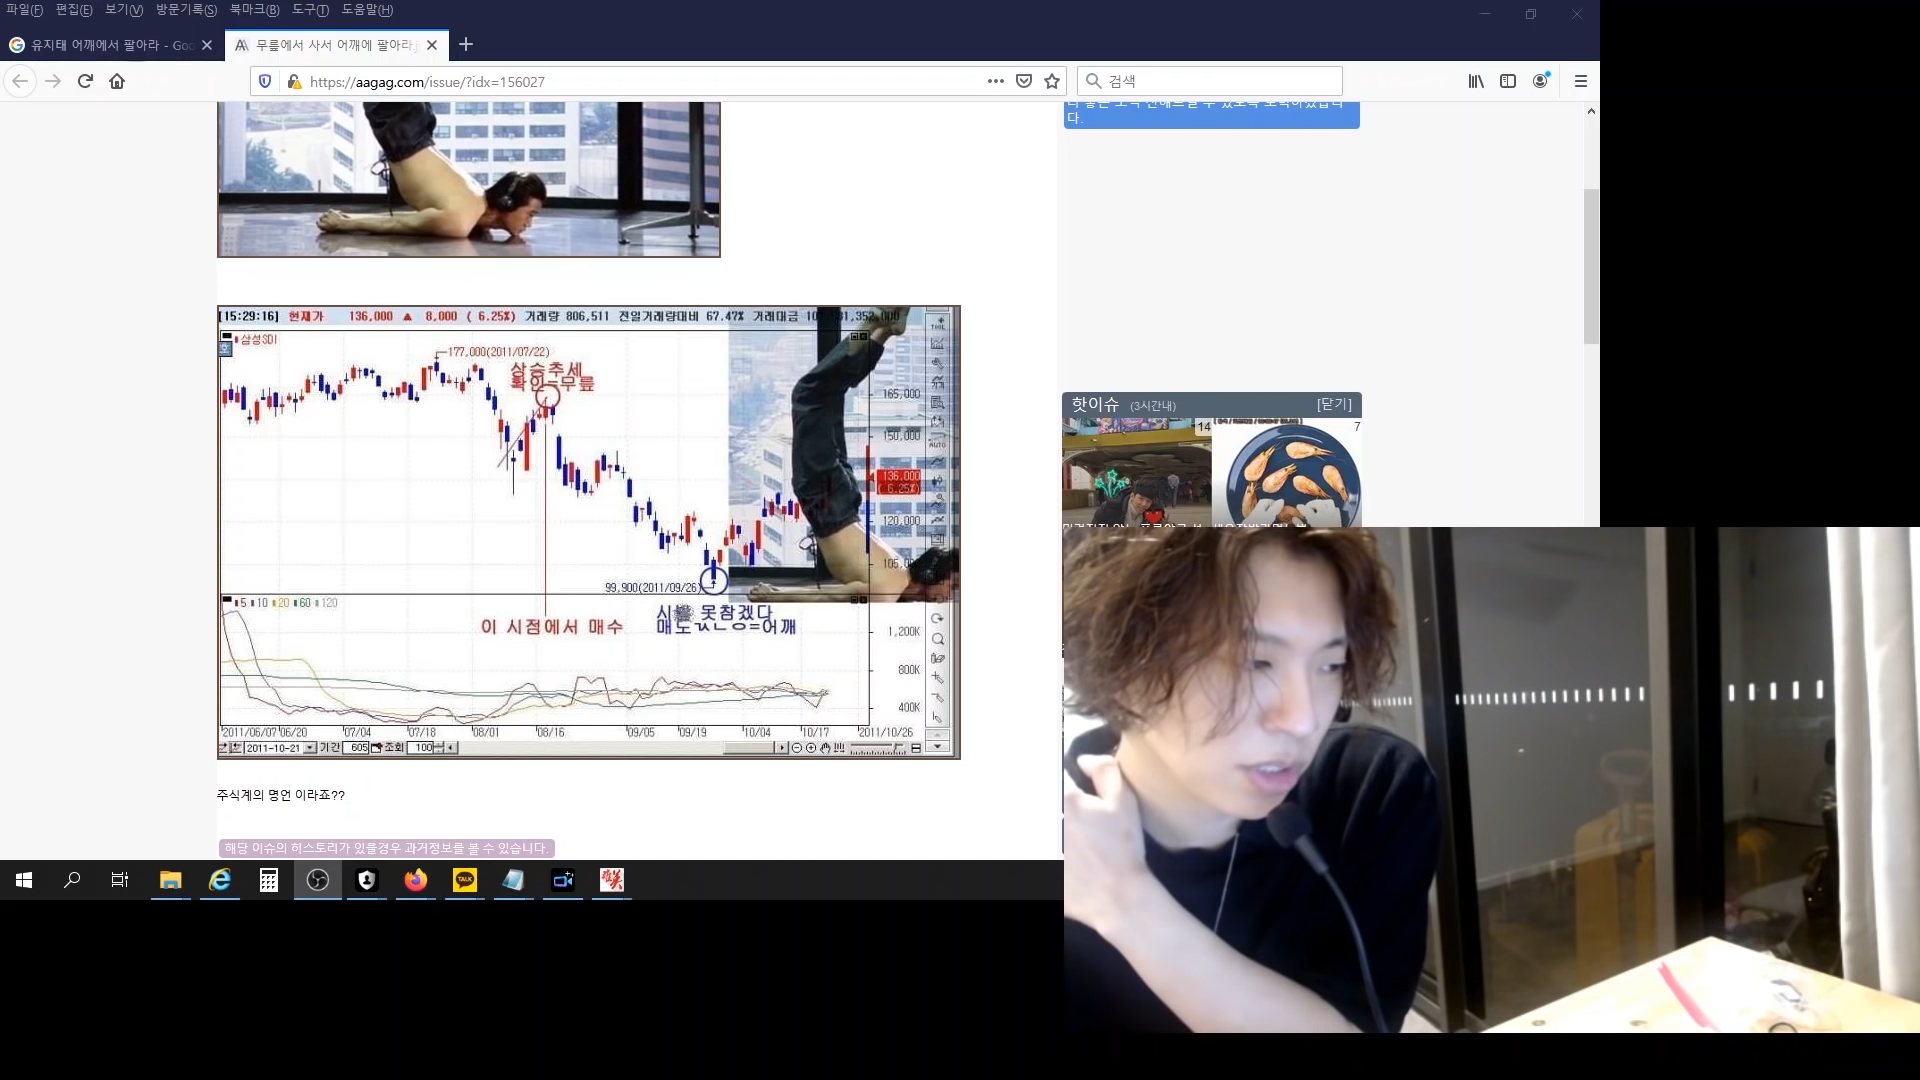 파일(F) 편집(E) 보기(V) 방문기록(S) 북마크(B) 도구(T) 도움말(H)
유지태 어깨에서 팔아라 - Goo
무릎에서 사서 어깨에 팔아라.j
https://aagag.com/issue/?idx=156027
검색
다.
[15:29:16] 현재가 136,000 ▲ 8,000 ( 6.25%) 거래량 806,511 전일거래량대비 67.47% 거래대금
삼성SDI
177,000(2011/07/22)
상승추세
확인=무릎
165,000
150,000
136,000
( 6.25%)
120,000
99,900(2011/09/26)
5 10 20 60 120
못참겠다
=어깨
이 시점에서 매수
1,200K
800K
400K
2011/06/07 06/20 07/04 07/18 08/01 08/16 09/05 09/19 10/04 10/17 2011/10/26
2011-10-21 기간 605 조회 100
TOOL
AUTO
주식계의 명언 이라죠??
해당 이슈의 히스토리가 있을경우 과거정보를 볼 수 있습니다.
핫이슈 (3시간내) [닫기]
14
7
TALK